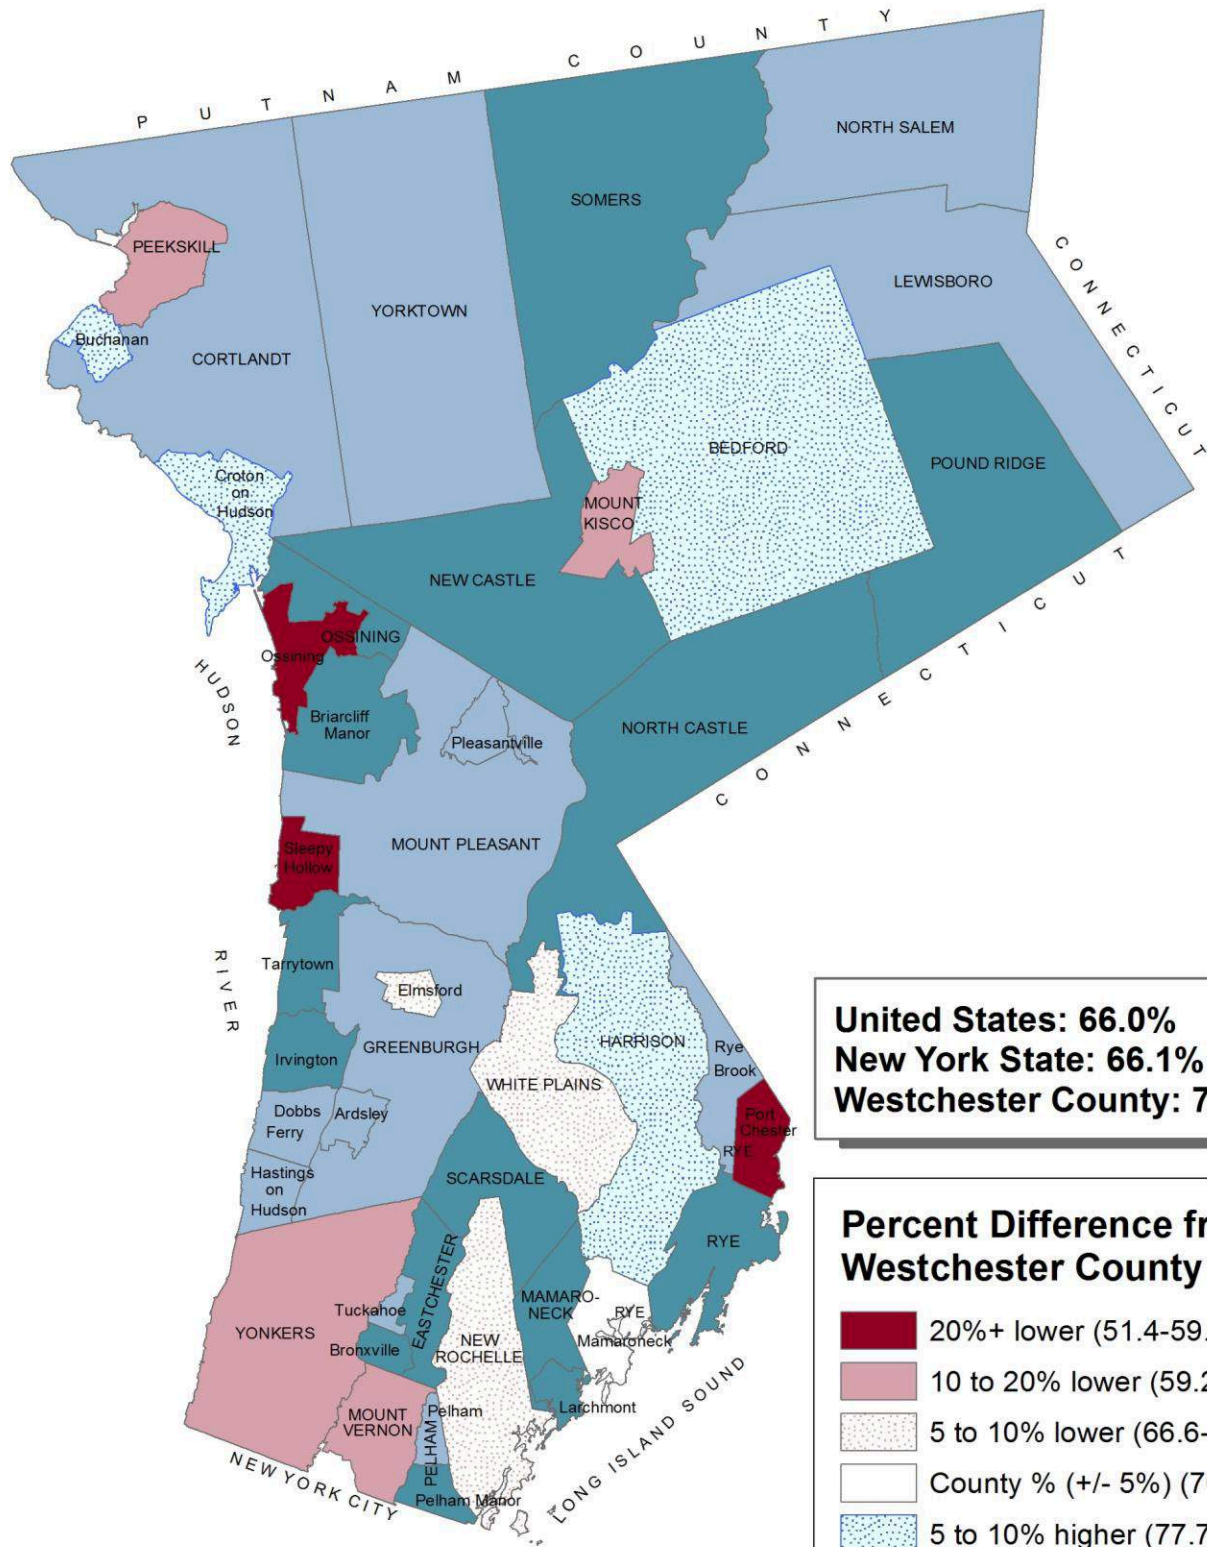 PUTNAM COUNTY
NORTH SALEM
SOMERS
PEEKSKILL
LEWISBORO
CONNECTICUT
YORKTOWN
Buchanan
CORTLANDT
BEDFORD
POUND RIDGE
Croton
on
Hudson
MOUNT
KISCO
NEW CASTLE
CONNECTICUT
OSSINING
Ossining
HUDSON
RIVER
Briarcliff
Manor
NORTH CASTLE
Pleasantville
MOUNT PLEASANT
Sleepy
Hollow
Tarrytown
Elmsford
Irvington
GREENBURGH
HARRISON
Rye
Brook
WHITE PLAINS
Dobbs
Ferry
Ardsley
Port
Chester
RYE
Hastings
on
Hudson
SCARSDALE
RYE
EASTCHESTER
MAMARO-
NECK
Tuckahoe
YONKERS
Bronxville
NEW
ROCHELLE
RYE
Mamaroneck
Larchmont
MOUNT
VERNON
Pelham
PELHAM
Pelham Manor
NEW YORK CITY
LONG ISLAND SOUND
United States: 66.0%
New York State: 66.1%
Westchester County: 7
Percent Difference fr
Westchester County
20%+ lower (51.4-59.
10 to 20% lower (59.2
5 to 10% lower (66.6-
County % (+/- 5%) (7
5 to 10% higher (77.7